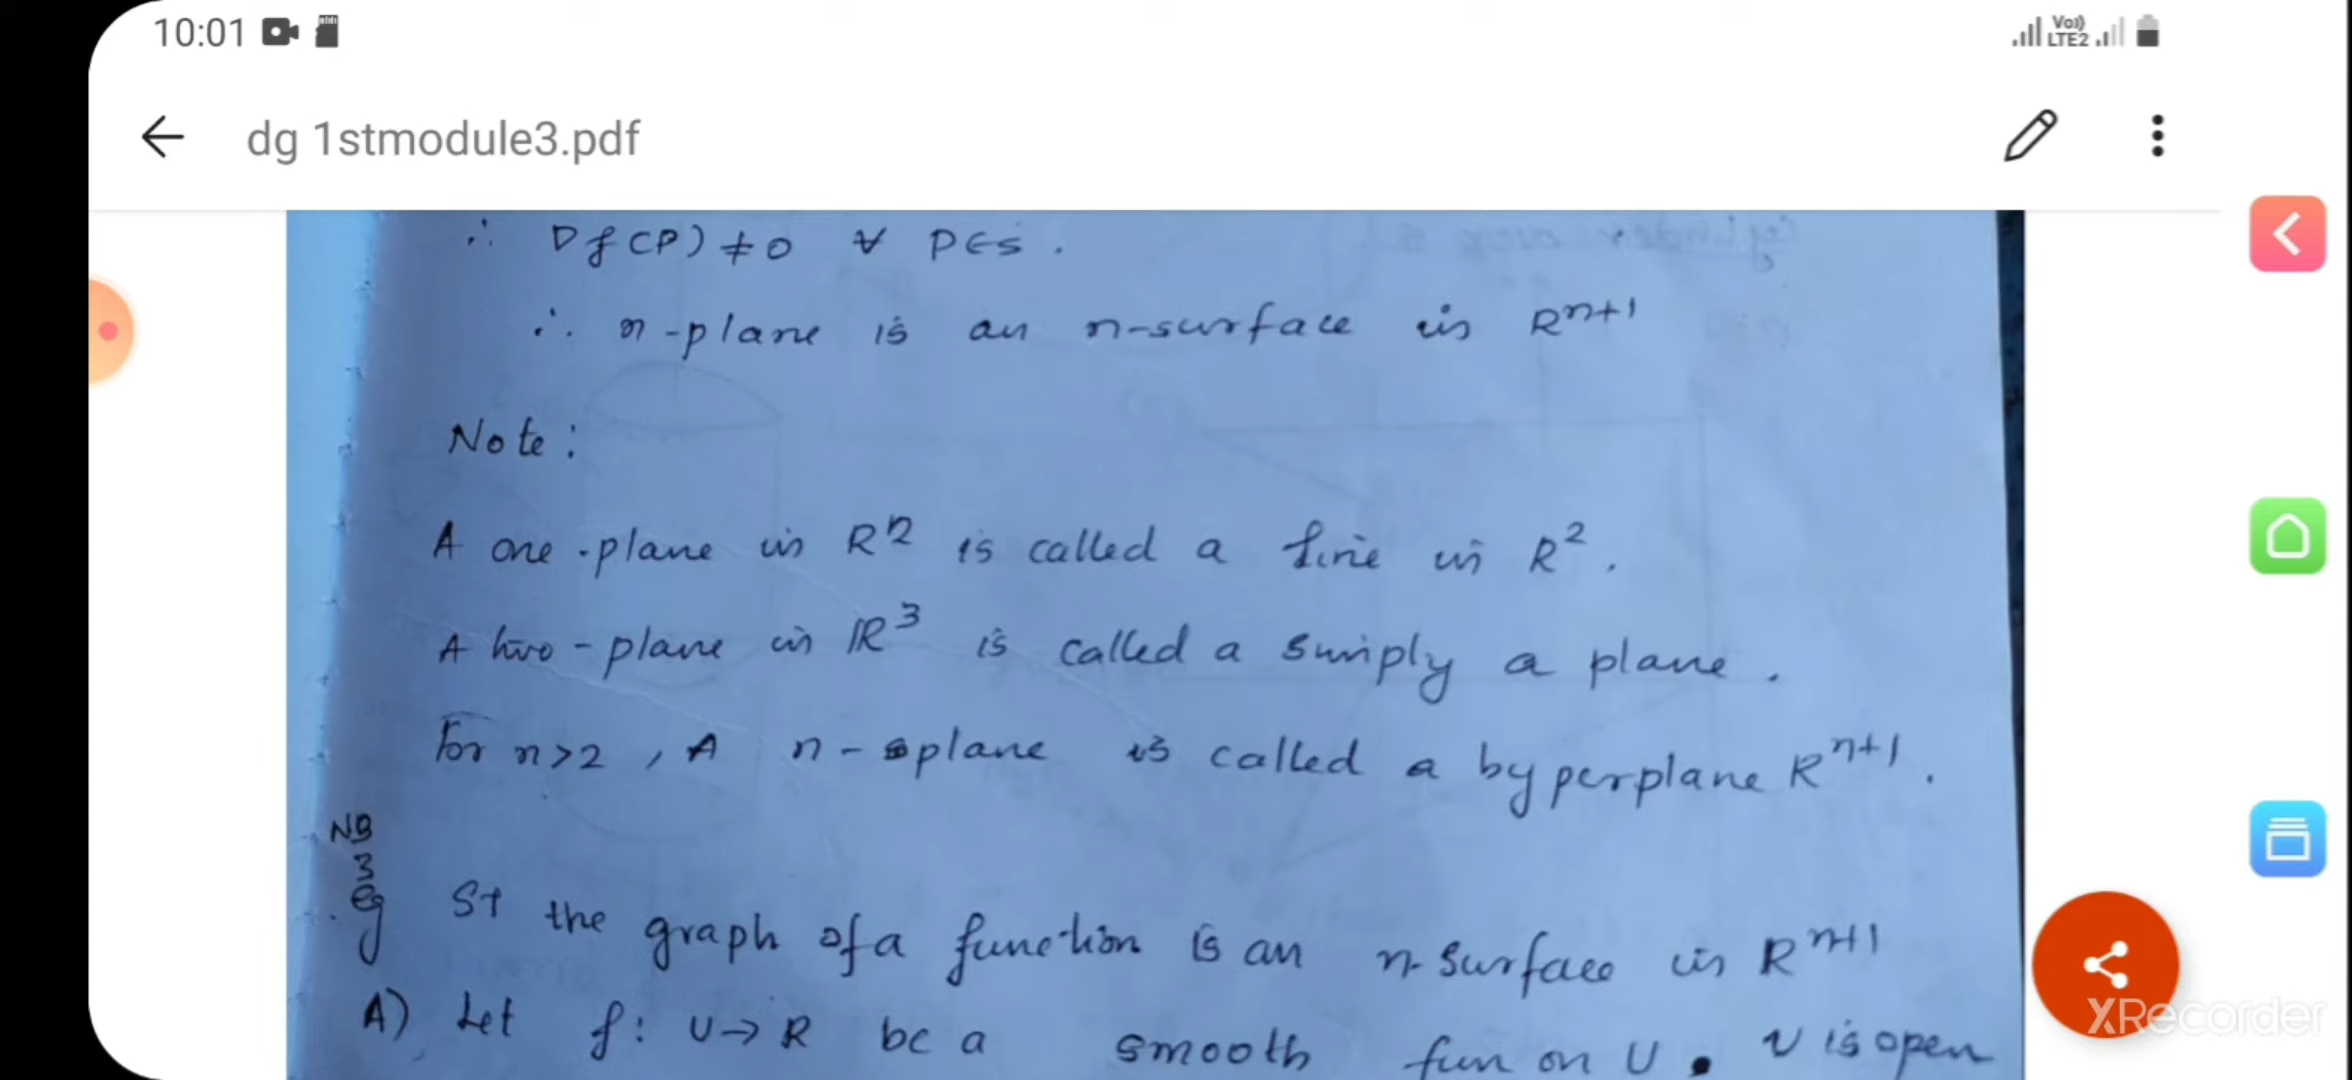 10:01
Vo)) LTE2
dg 1stmodule3.pdf
∴ ∇f(P) ≠ 0 ∀ P∈S .
∴ n-plane is an n-surface in R^{n+1}
Note :
A one-plane in R^2 is called a line in R^2 .
A two-plane in R^3 is called a simply a plane .
For n>2 , A n-plane is called a hyperplane R^{n+1} .
NB
3
eg St the graph of a function is an n-surface in R^{n+1}
A) Let f: U→R be a smooth fun on U . U is open
XRecorder